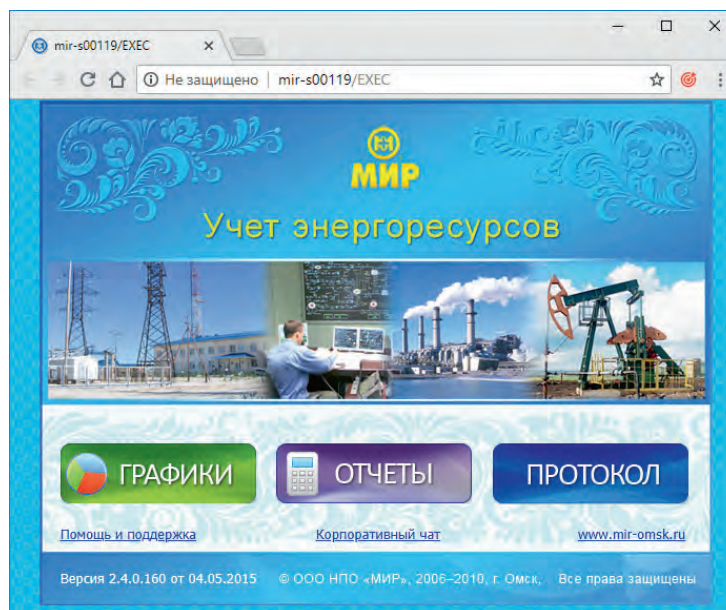 mir-s00119/EXEC
Не защищено | mir-s00119/EXEC
МИР
Учет энергоресурсов
ГРАФИКИ
ОТЧЕТЫ
ПРОТОКОЛ
Помощь и поддержка
Корпоративный чат
www.mir-omsk.ru
Версия 2.4.0.160 от 04.05.2015
© ООО НПО «МИР», 2006–2010, г. Омск,
Все права защищены